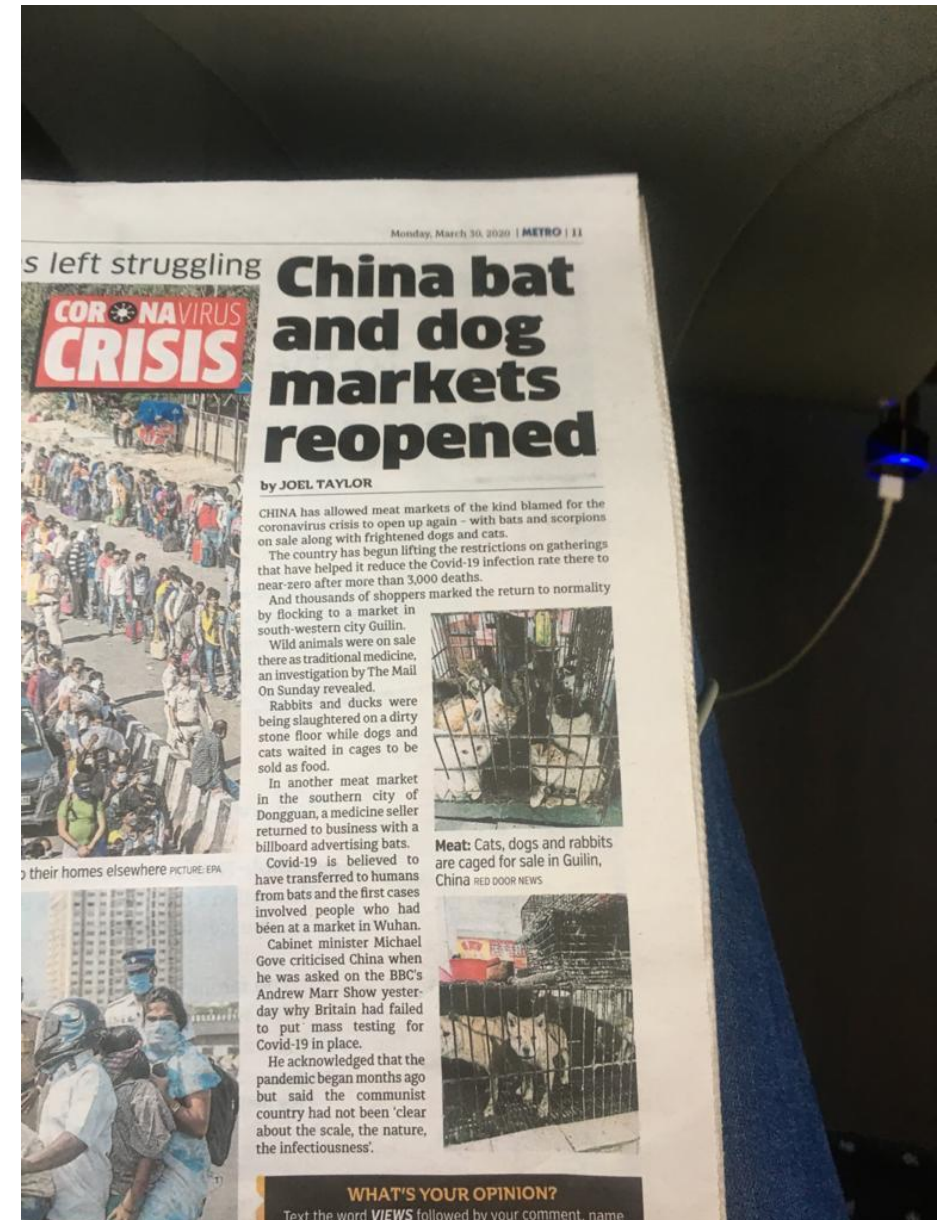 Monday, March 30, 2020 | METRO | 11
s left struggling
CORONAVIRUS
CRISIS
China bat
and dog
markets
reopened
by JOEL TAYLOR
CHINA has allowed meat markets of the kind blamed for the
coronavirus crisis to open up again – with bats and scorpions
on sale along with frightened dogs and cats.
The country has begun lifting the restrictions on gatherings
that have helped it reduce the Covid-19 infection rate there to
near-zero after more than 3,000 deaths.
And thousands of shoppers marked the return to normality
by flocking to a market in
south-western city Guilin.
Wild animals were on sale
there as traditional medicine,
an investigation by The Mail
On Sunday revealed.
Rabbits and ducks were
being slaughtered on a dirty
stone floor while dogs and
cats waited in cages to be
sold as food.
In another meat market
in the southern city of
Dongguan, a medicine seller
returned to business with a
billboard advertising bats.
Covid-19 is believed to
have transferred to humans
from bats and the first cases
involved people who had
been at a market in Wuhan.
Cabinet minister Michael
Gove criticised China when
he was asked on the BBC's
Andrew Marr Show yester-
day why Britain had failed
to put mass testing for
Covid-19 in place.
He acknowledged that the
pandemic began months ago
but said the communist
country had not been 'clear
about the scale, the nature,
the infectiousness'.
Meat: Cats, dogs and rabbits
are caged for sale in Guilin,
China RED DOOR NEWS
their homes elsewhere PICTURE: EPA
WHAT'S YOUR OPINION?
Text the word VIEWS followed by your comment, name